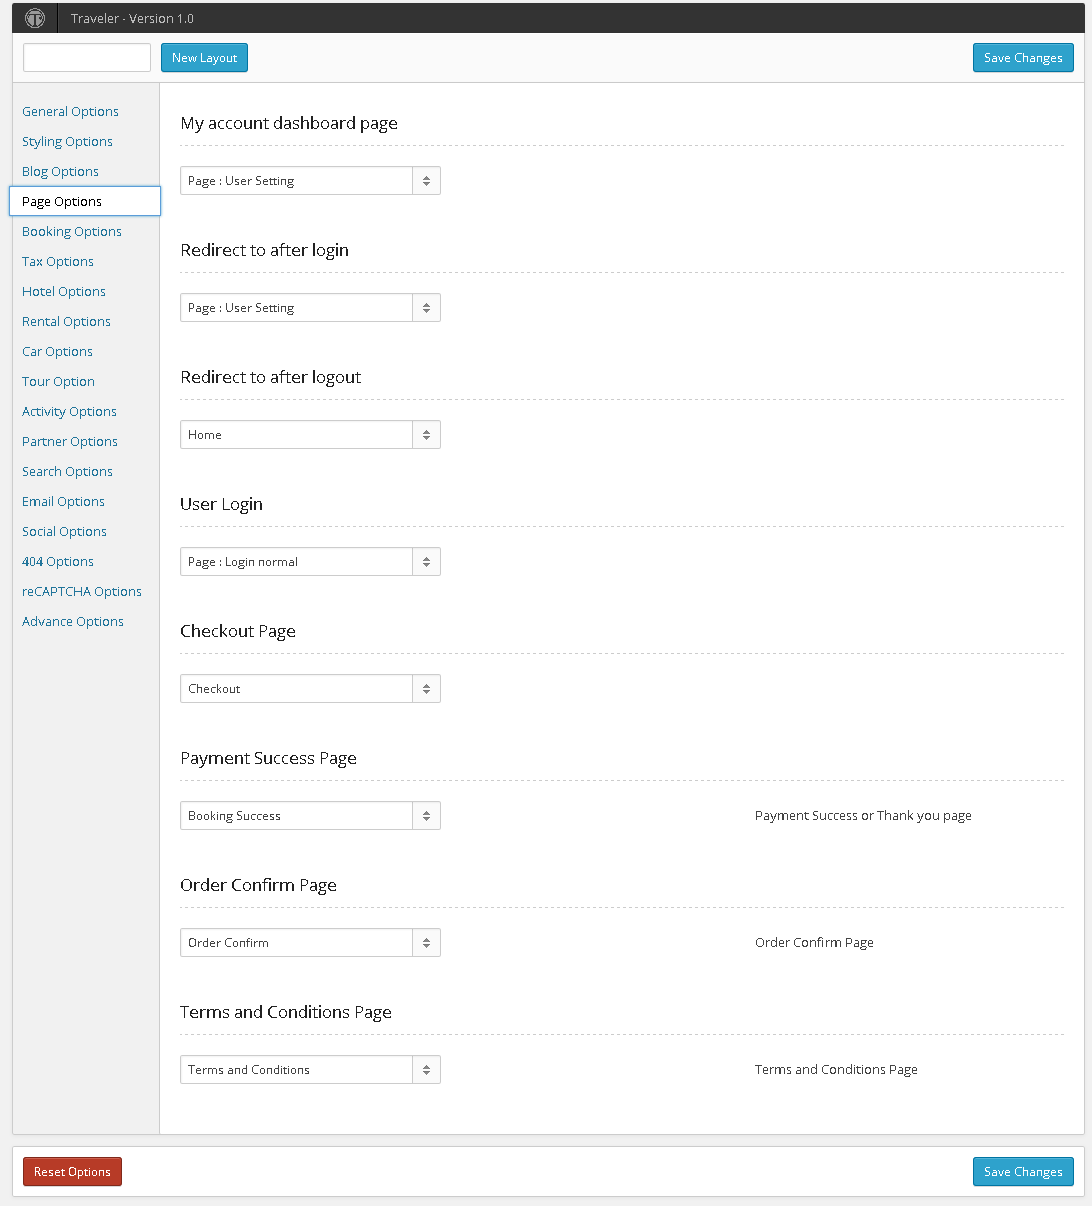 Traveler - Version 1.0
New Layout
Save Changes
General Options
Styling Options
Blog Options
Page Options
Booking Options
Tax Options
Hotel Options
Rental Options
Car Options
Tour Option
Activity Options
Partner Options
Search Options
Email Options
Social Options
404 Options
reCAPTCHA Options
Advance Options
My account dashboard page
Page : User Setting
Redirect to after login
Page : User Setting
Redirect to after logout
Home
User Login
Page : Login normal
Checkout Page
Checkout
Payment Success Page
Booking Success
Payment Success or Thank you page
Order Confirm Page
Order Confirm
Order Confirm Page
Terms and Conditions Page
Terms and Conditions
Terms and Conditions Page
Reset Options
Save Changes